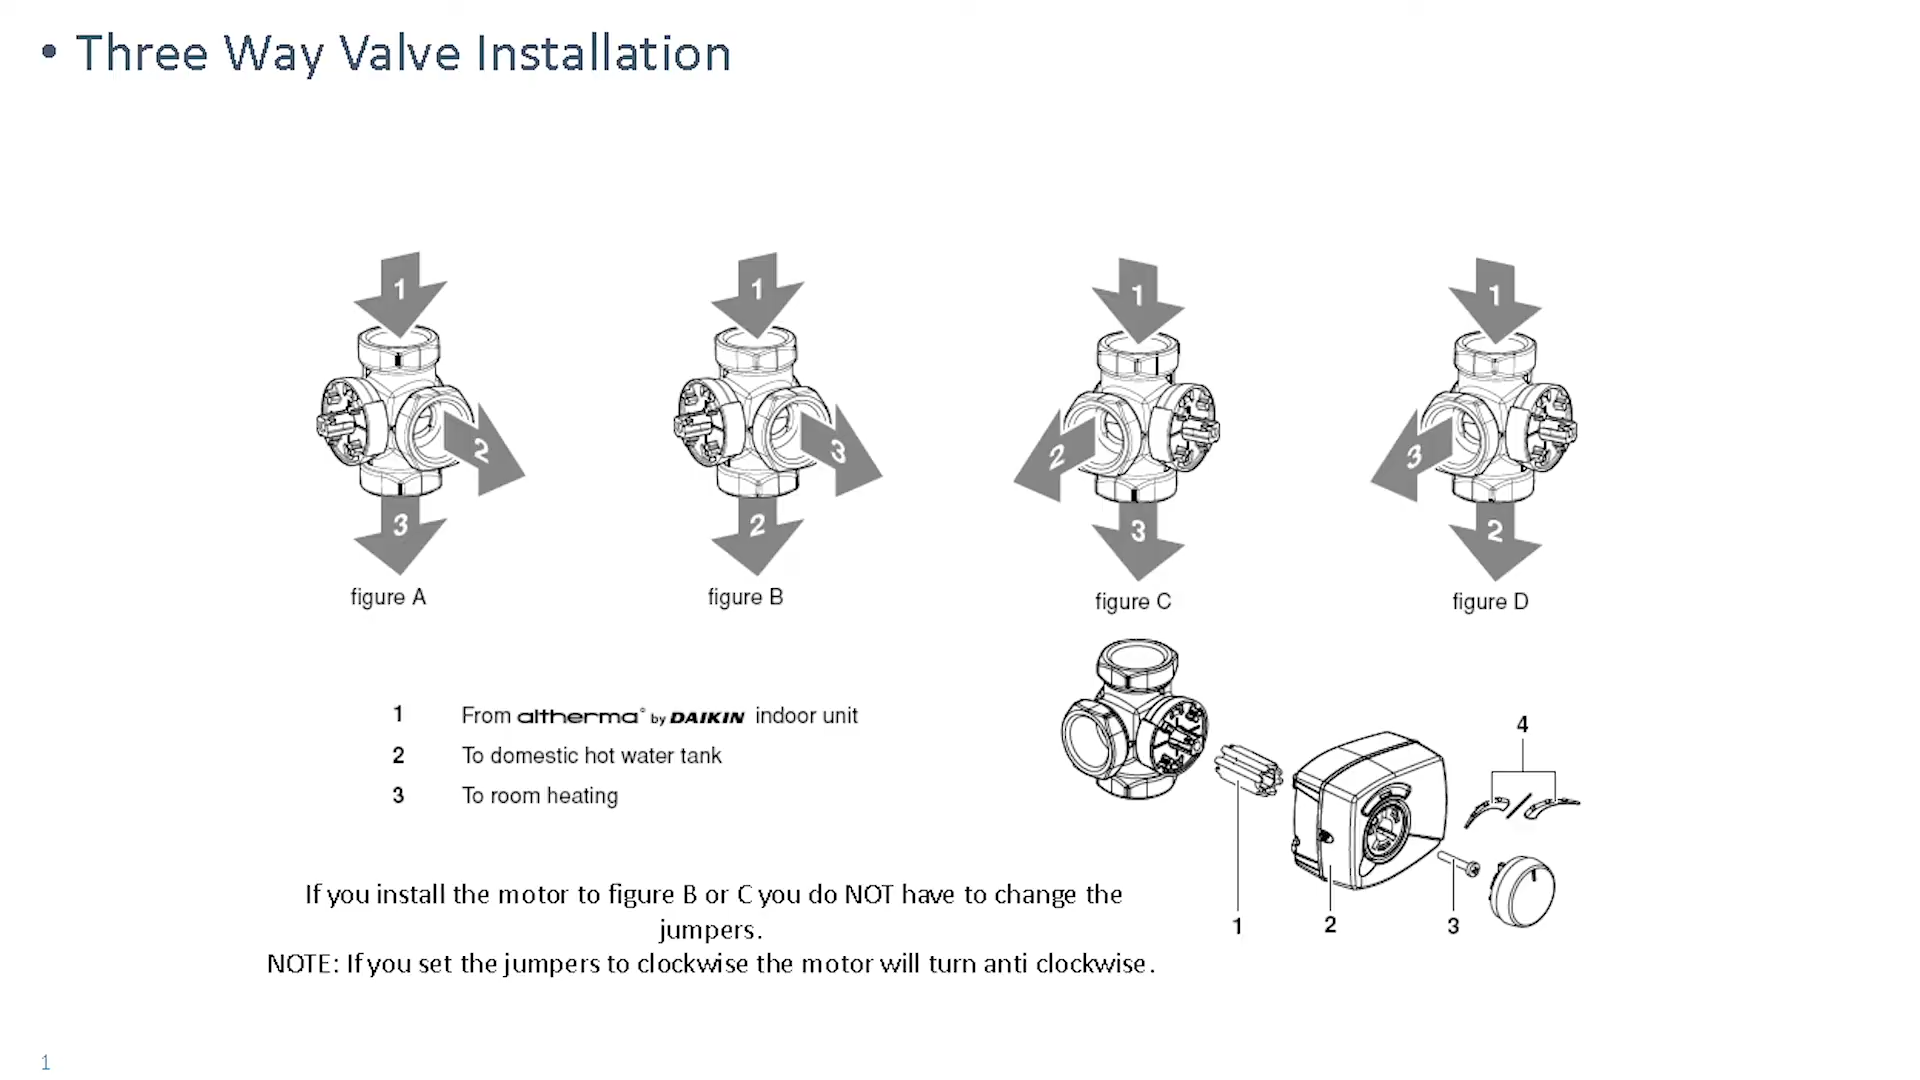 • Three Way Valve Installation
1
1
1
1
2
3
2
3
3
2
3
2
figure A
figure B
figure C
figure D
1 From altherma° by DAIKIN indoor unit
2 To domestic hot water tank
3 To room heating
4
1
2
3
If you install the motor to figure B or C you do NOT have to change the
jumpers.
NOTE: If you set the jumpers to clockwise the motor will turn anti clockwise.
1